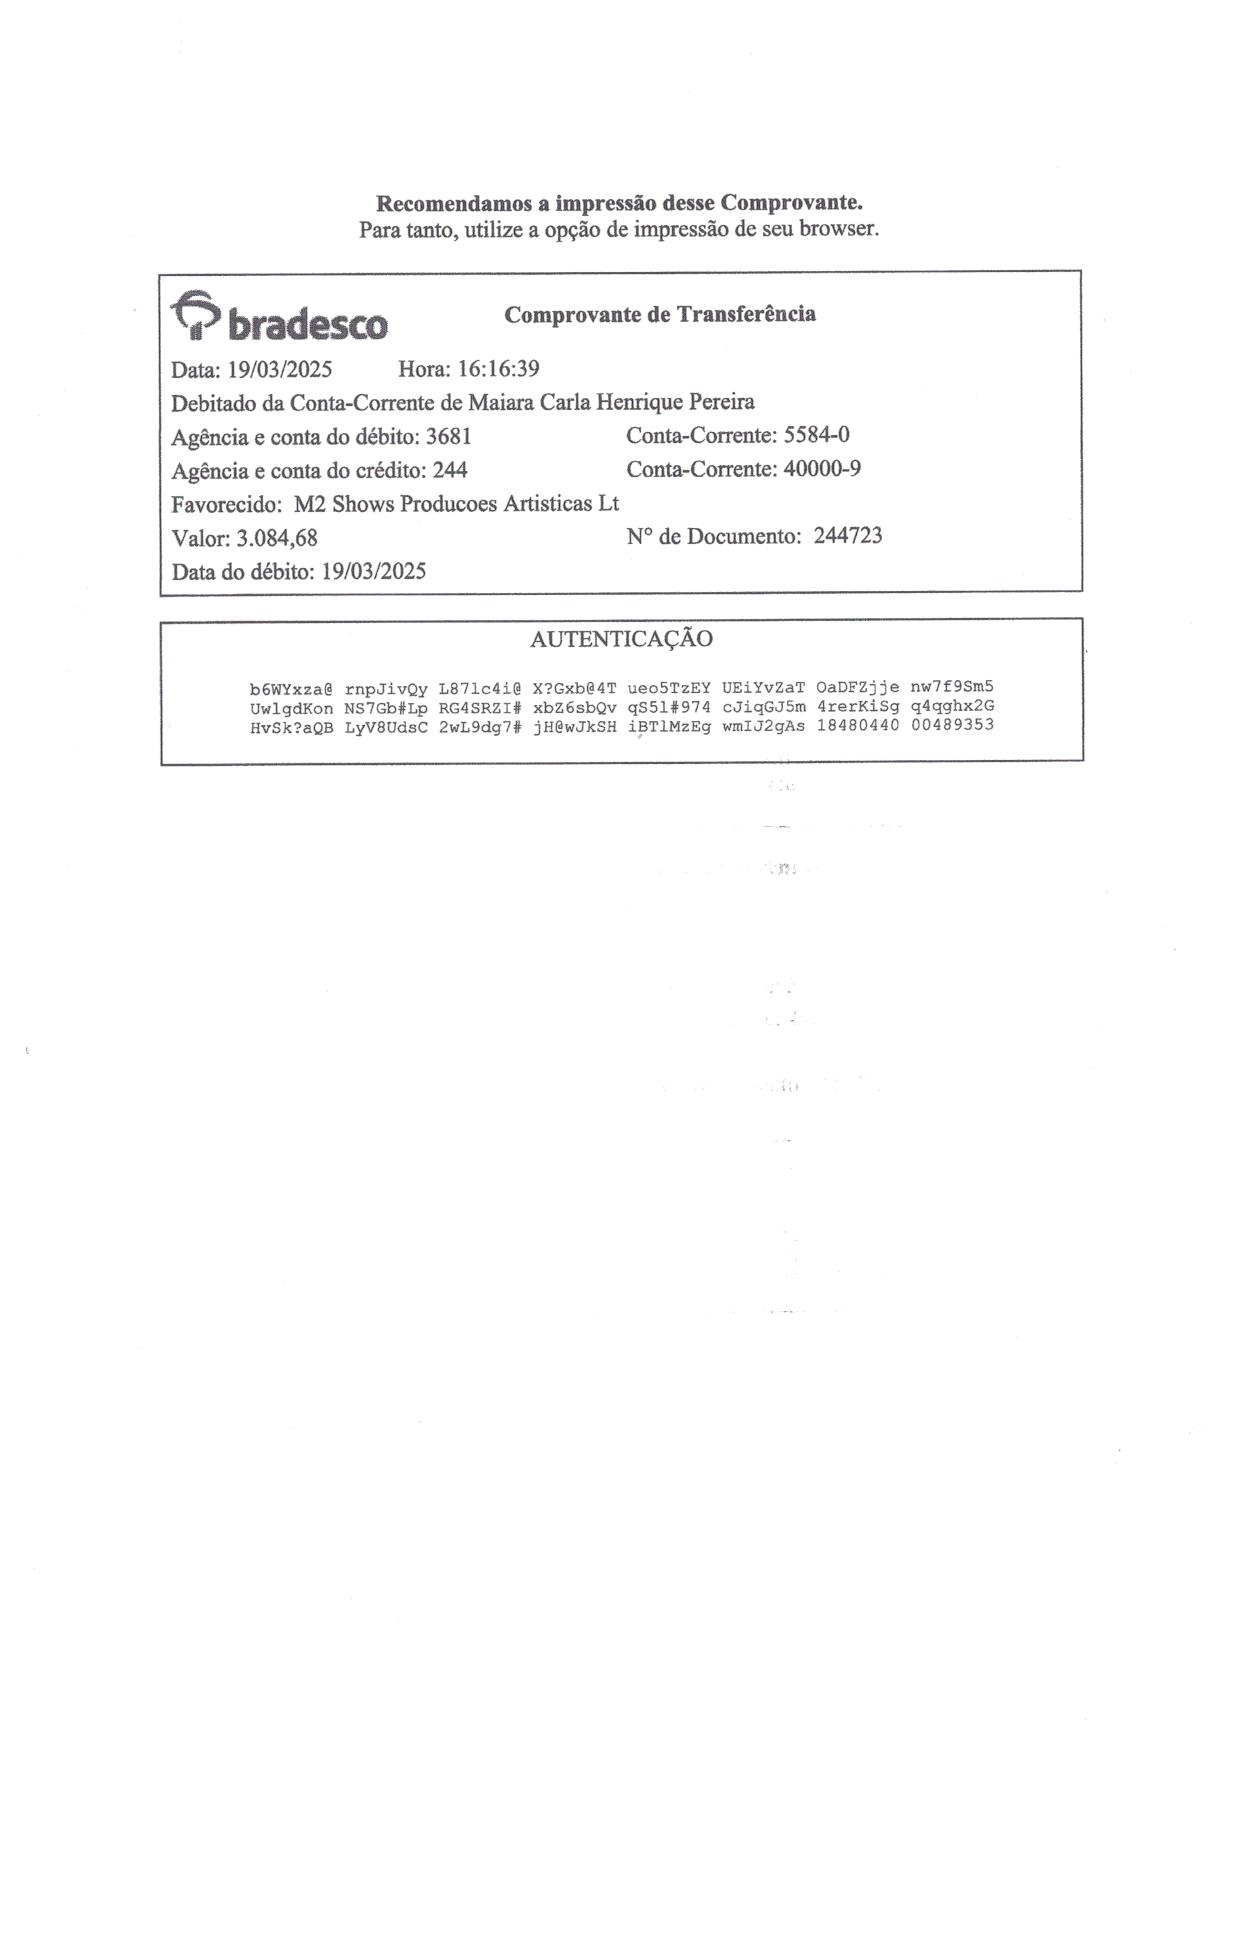 Recomendamos a impressão desse Comprovante.
Para tanto, utilize a opção de impressão de seu browser.
bradesco
Comprovante de Transferência
Data: 19/03/2025 Hora: 16:16:39
Debitado da Conta-Corrente de Maiara Carla Henrique Pereira
Agência e conta do débito: 3681 Conta-Corrente: 5584-0
Agência e conta do crédito: 244 Conta-Corrente: 40000-9
Favorecido: M2 Shows Producoes Artisticas Lt
Valor: 3.084,68 N° de Documento: 244723
Data do débito: 19/03/2025
AUTENTICAÇÃO
b6WYxza@ rnpJivQy L871c4i@ X?Gxb@4T ueo5TzEY UEiYvZaT OaDFZjje nw7f9Sm5
UwlgdKon NS7Gb#Lp RG4SRZI# xbZ6sbQv qS5l#974 cJiqGJ5m 4rerKiSg q4qghx2G
HvSk?aQB LyV8UdsC 2wL9dg7# jH@wJkSH iBTlMzEg wmIJ2gAs 18480440 00489353